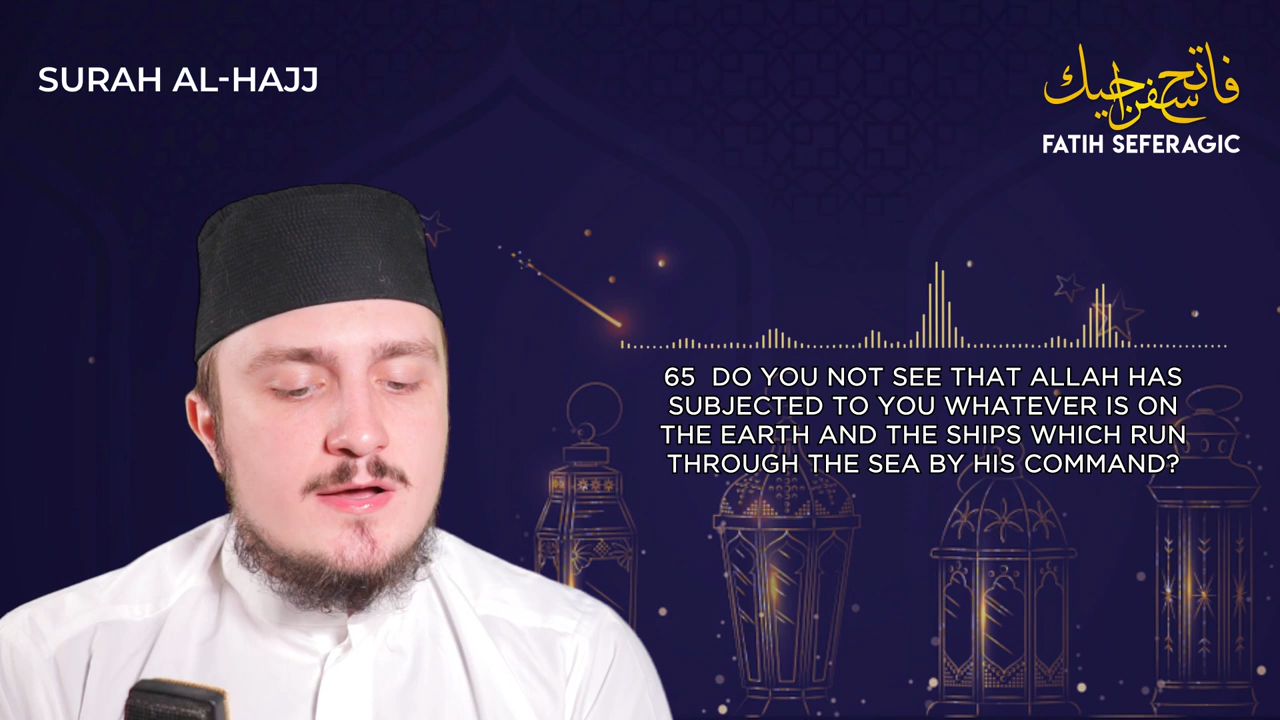 SURAH AL-HAJJ
فاتح سفراجيك
FATIH SEFERAGIC
65 DO YOU NOT SEE THAT ALLAH HAS
SUBJECTED TO YOU WHATEVER IS ON
THE EARTH AND THE SHIPS WHICH RUN
THROUGH THE SEA BY HIS COMMAND?